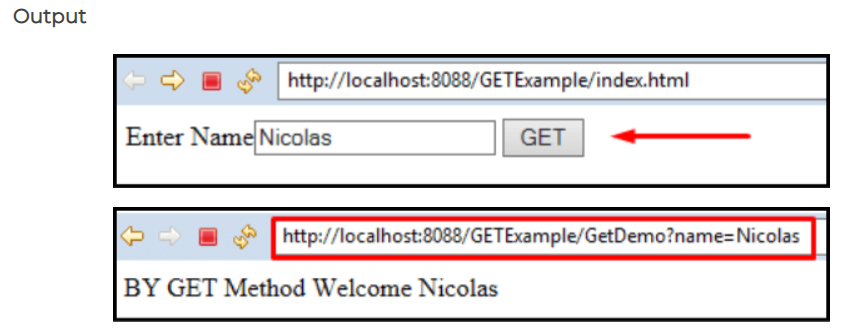 Output
http://localhost:8088/GETExample/index.html
Enter Name Nicolas GET
http://localhost:8088/GETExample/GetDemo?name=Nicolas
BY GET Method Welcome Nicolas